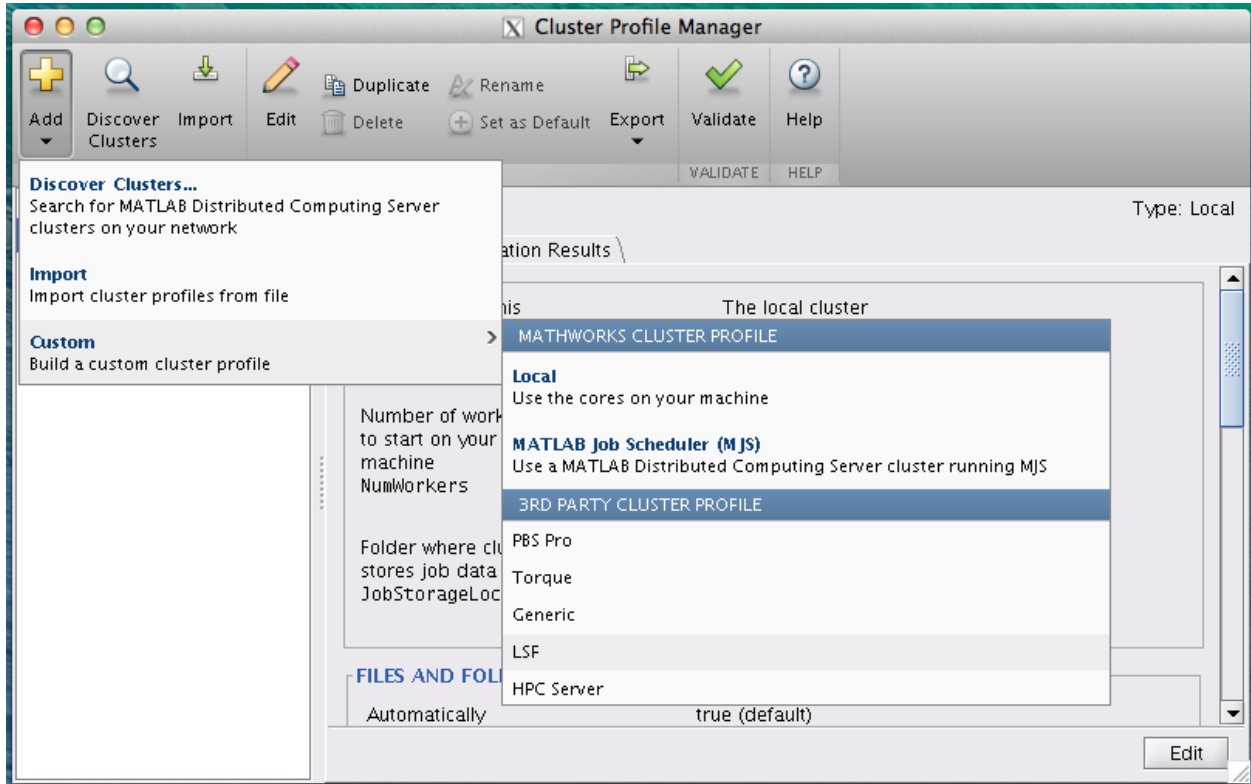 Cluster Profile Manager
Add
Discover
Clusters
Import
Edit
Duplicate
Delete
Rename
Set as Default
Export
Validate
Help
VALIDATE
HELP
Discover Clusters...
Search for MATLAB Distributed Computing Server
clusters on your network
Import
Import cluster profiles from file
Custom
Build a custom cluster profile
Type: Local
ation Results
The local cluster
MATHWORKS CLUSTER PROFILE
Local
Use the cores on your machine
MATLAB Job Scheduler (MJS)
Use a MATLAB Distributed Computing Server cluster running MJS
3RD PARTY CLUSTER PROFILE
PBS Pro
Torque
Generic
LSF
HPC Server
Number of work
to start on your
machine
NumWorkers
Folder where clu
stores job data
JobStorageLoc
FILES AND FOL
Automatically
true (default)
Edit